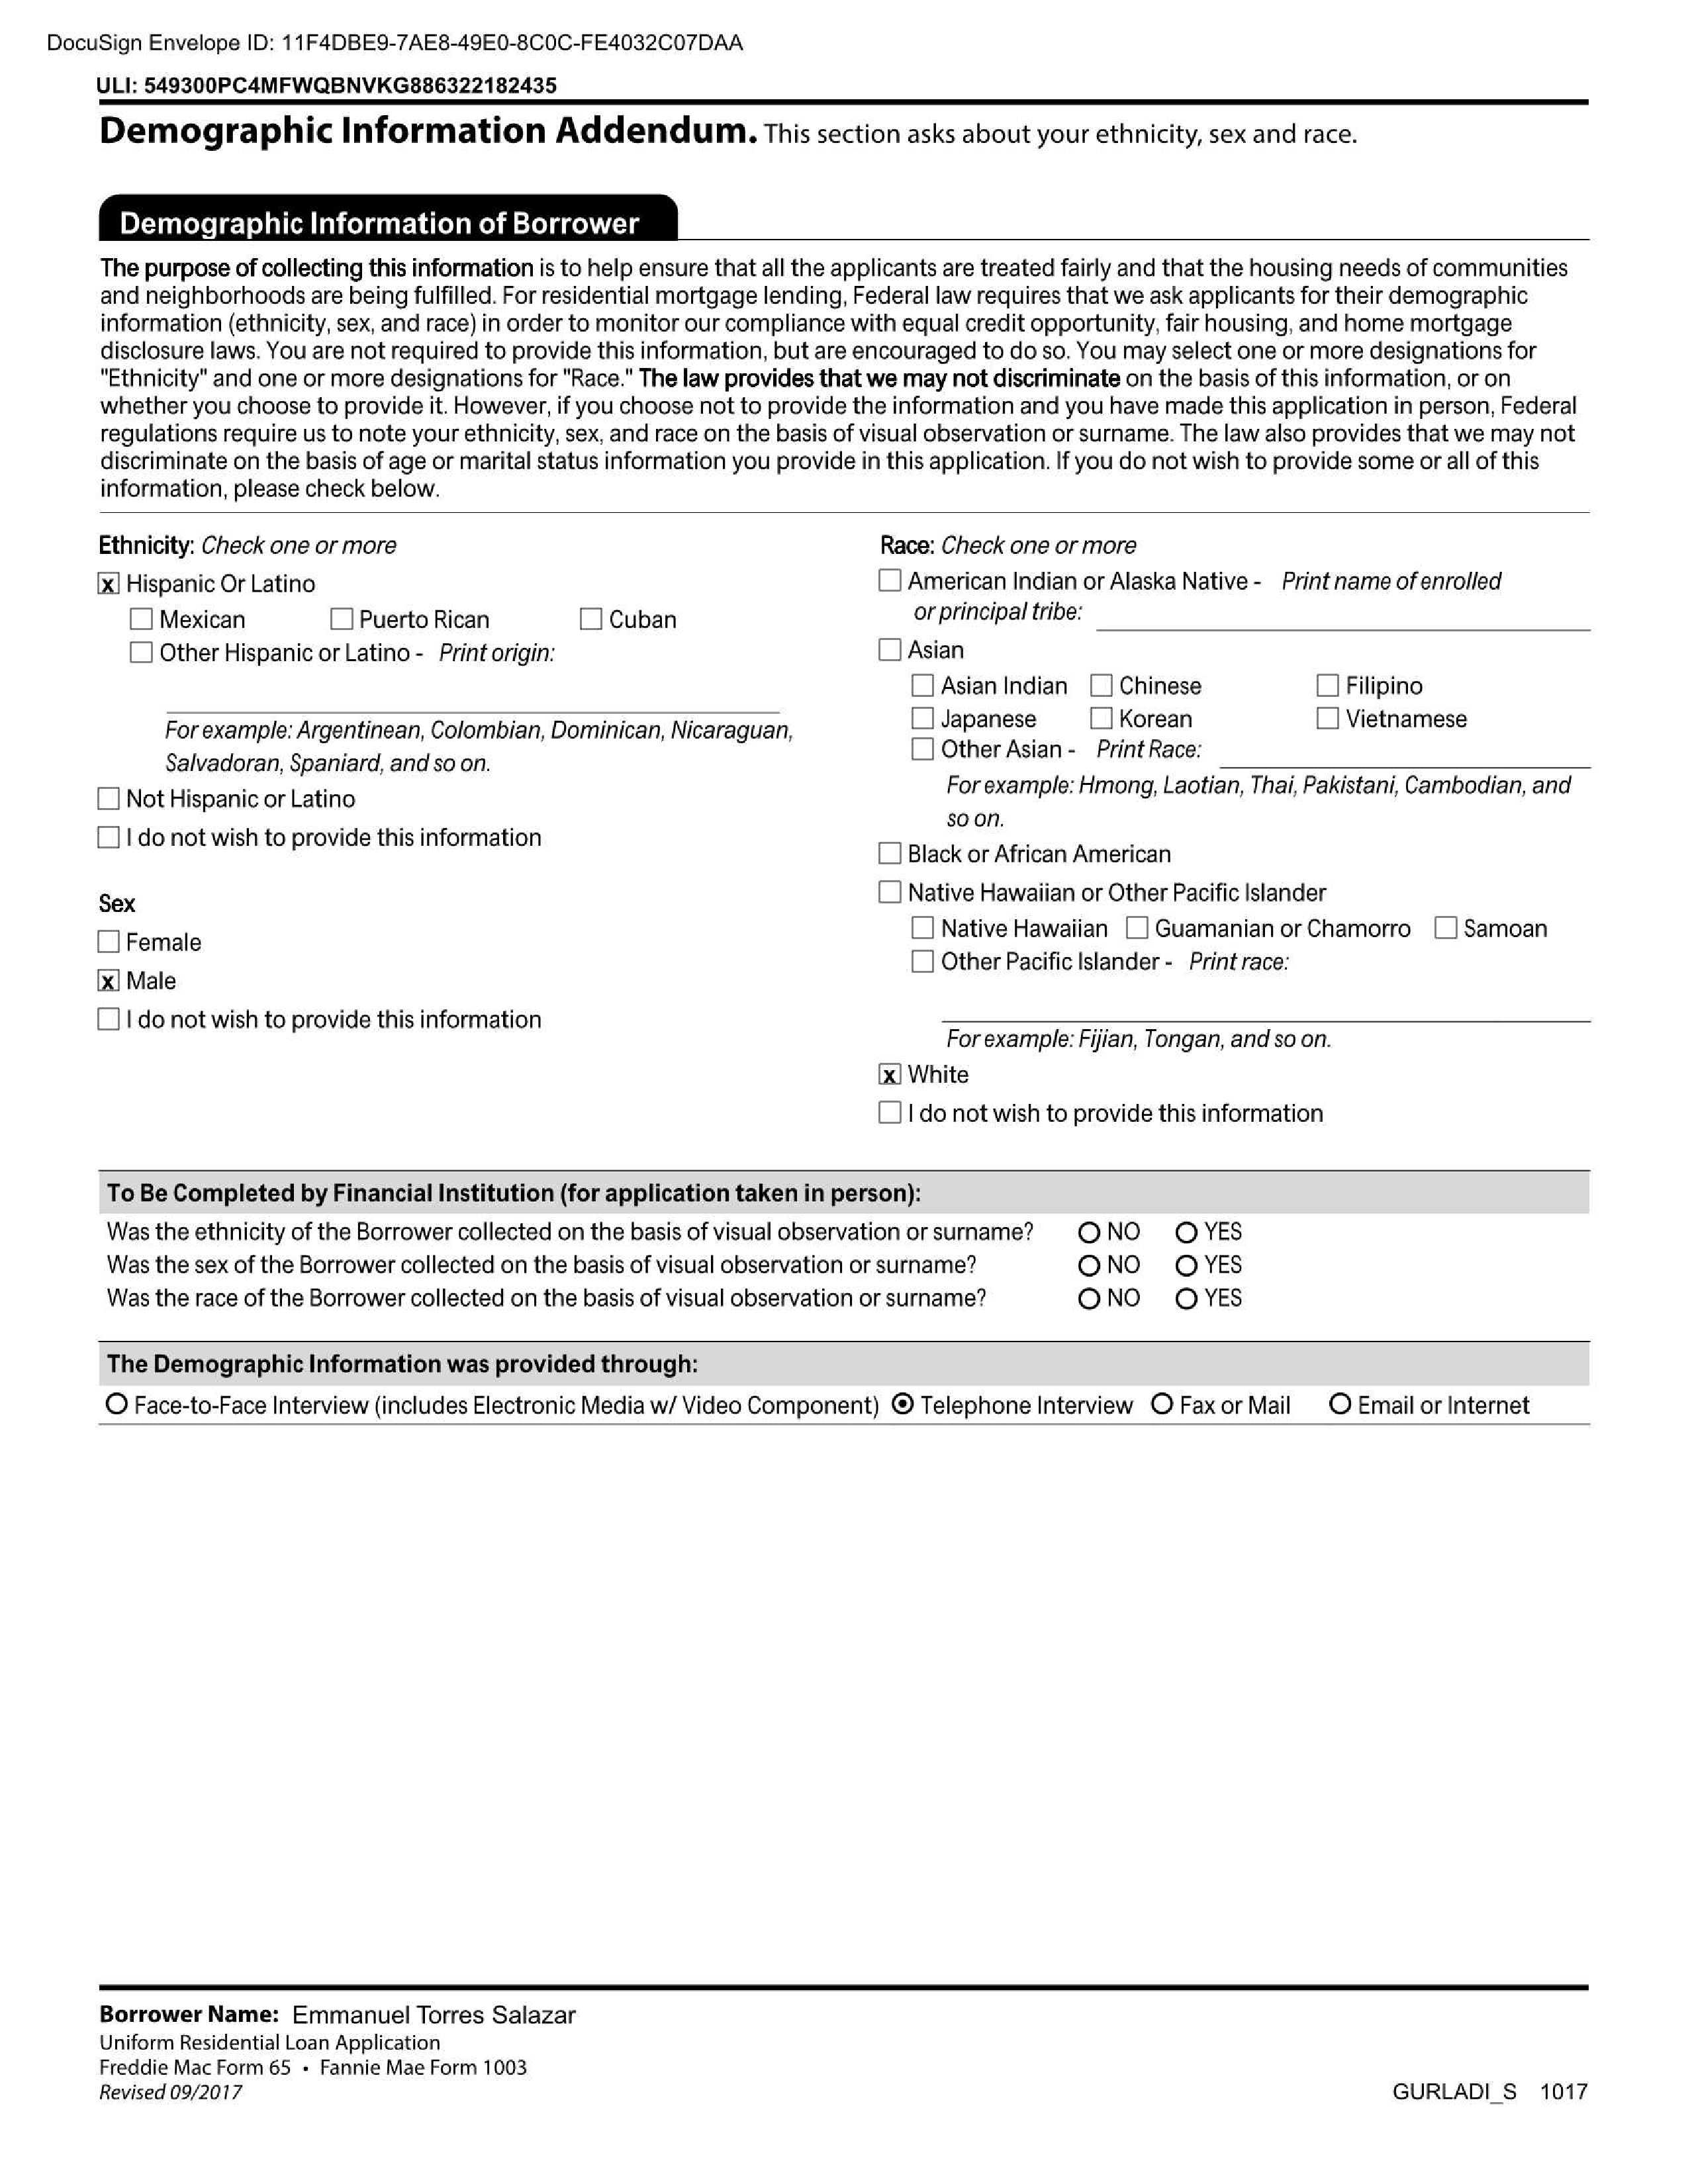 DocuSign Envelope ID: 11F4DBE9-7AE8-49E0-8C0C-FE4032C07DAA
ULI: 549300PC4MFWQBNVKG886322182435
Demographic Information Addendum. This section asks about your ethnicity, sex and race.
Demographic Information of Borrower
The purpose of collecting this information is to help ensure that all the applicants are treated fairly and that the housing needs of communities
and neighborhoods are being fulfilled. For residential mortgage lending, Federal law requires that we ask applicants for their demographic
information (ethnicity, sex, and race) in order to monitor our compliance with equal credit opportunity, fair housing, and home mortgage
disclosure laws. You are not required to provide this information, but are encouraged to do so. You may select one or more designations for
"Ethnicity" and one or more designations for "Race." The law provides that we may not discriminate on the basis of this information, or on
whether you choose to provide it. However, if you choose not to provide the information and you have made this application in person, Federal
regulations require us to note your ethnicity, sex, and race on the basis of visual observation or surname. The law also provides that we may not
discriminate on the basis of age or marital status information you provide in this application. If you do not wish to provide some or all of this
information, please check below.
Ethnicity: Check one or more
x Hispanic Or Latino
Mexican Puerto Rican Cuban
Other Hispanic or Latino - Print origin:
For example: Argentinean, Colombian, Dominican, Nicaraguan,
Salvadoran, Spaniard, and so on.
Not Hispanic or Latino
I do not wish to provide this information
Sex
Female
x Male
I do not wish to provide this information
Race: Check one or more
American Indian or Alaska Native - Print name of enrolled
or principal tribe:
Asian
Asian Indian Chinese Filipino
Japanese Korean Vietnamese
Other Asian - Print Race:
For example: Hmong, Laotian, Thai, Pakistani, Cambodian, and
so on.
Black or African American
Native Hawaiian or Other Pacific Islander
Native Hawaiian Guamanian or Chamorro Samoan
Other Pacific Islander - Print race:
For example: Fijian, Tongan, and so on.
x White
I do not wish to provide this information
To Be Completed by Financial Institution (for application taken in person):
Was the ethnicity of the Borrower collected on the basis of visual observation or surname? NO YES
Was the sex of the Borrower collected on the basis of visual observation or surname? NO YES
Was the race of the Borrower collected on the basis of visual observation or surname? NO YES
The Demographic Information was provided through:
Face-to-Face Interview (includes Electronic Media w/ Video Component) Telephone Interview Fax or Mail Email or Internet
Borrower Name: Emmanuel Torres Salazar
Uniform Residential Loan Application
Freddie Mac Form 65 • Fannie Mae Form 1003
Revised 09/2017
GURLADI_S 1017